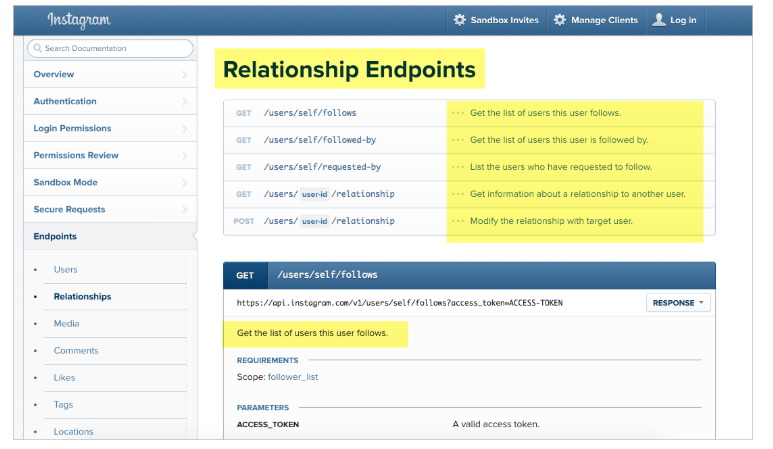 Instagram
Sandbox Invites Manage Clients Log in
Search Documentation
Overview
Authentication
Login Permissions
Permissions Review
Sandbox Mode
Secure Requests
Endpoints
• Users
• Relationships
• Media
• Comments
• Likes
• Tags
• Locations
Relationship Endpoints
GET /users/self/follows ••• Get the list of users this user follows.
GET /users/self/followed-by ••• Get the list of users this user is followed by.
GET /users/self/requested-by ••• List the users who have requested to follow.
GET /users/ user-id /relationship ••• Get information about a relationship to another user.
POST /users/ user-id /relationship ••• Modify the relationship with target user.
GET /users/self/follows
https://api.instagram.com/v1/users/self/follows?access_token=ACCESS-TOKEN RESPONSE
Get the list of users this user follows.
REQUIREMENTS
Scope: follower_list
PARAMETERS
ACCESS_TOKEN A valid access token.